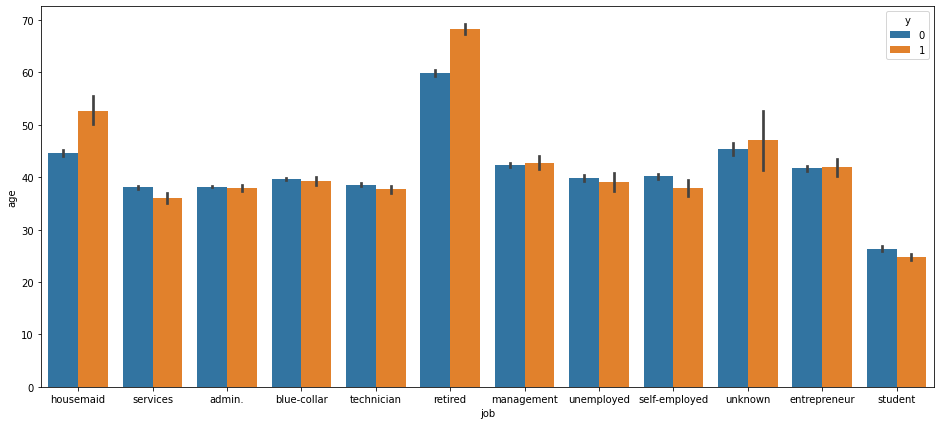 y
0
1
70
60
50
40
30
20
10
0
age
housemaid services admin. blue-collar technician retired management unemployed self-employed unknown entrepreneur student
job